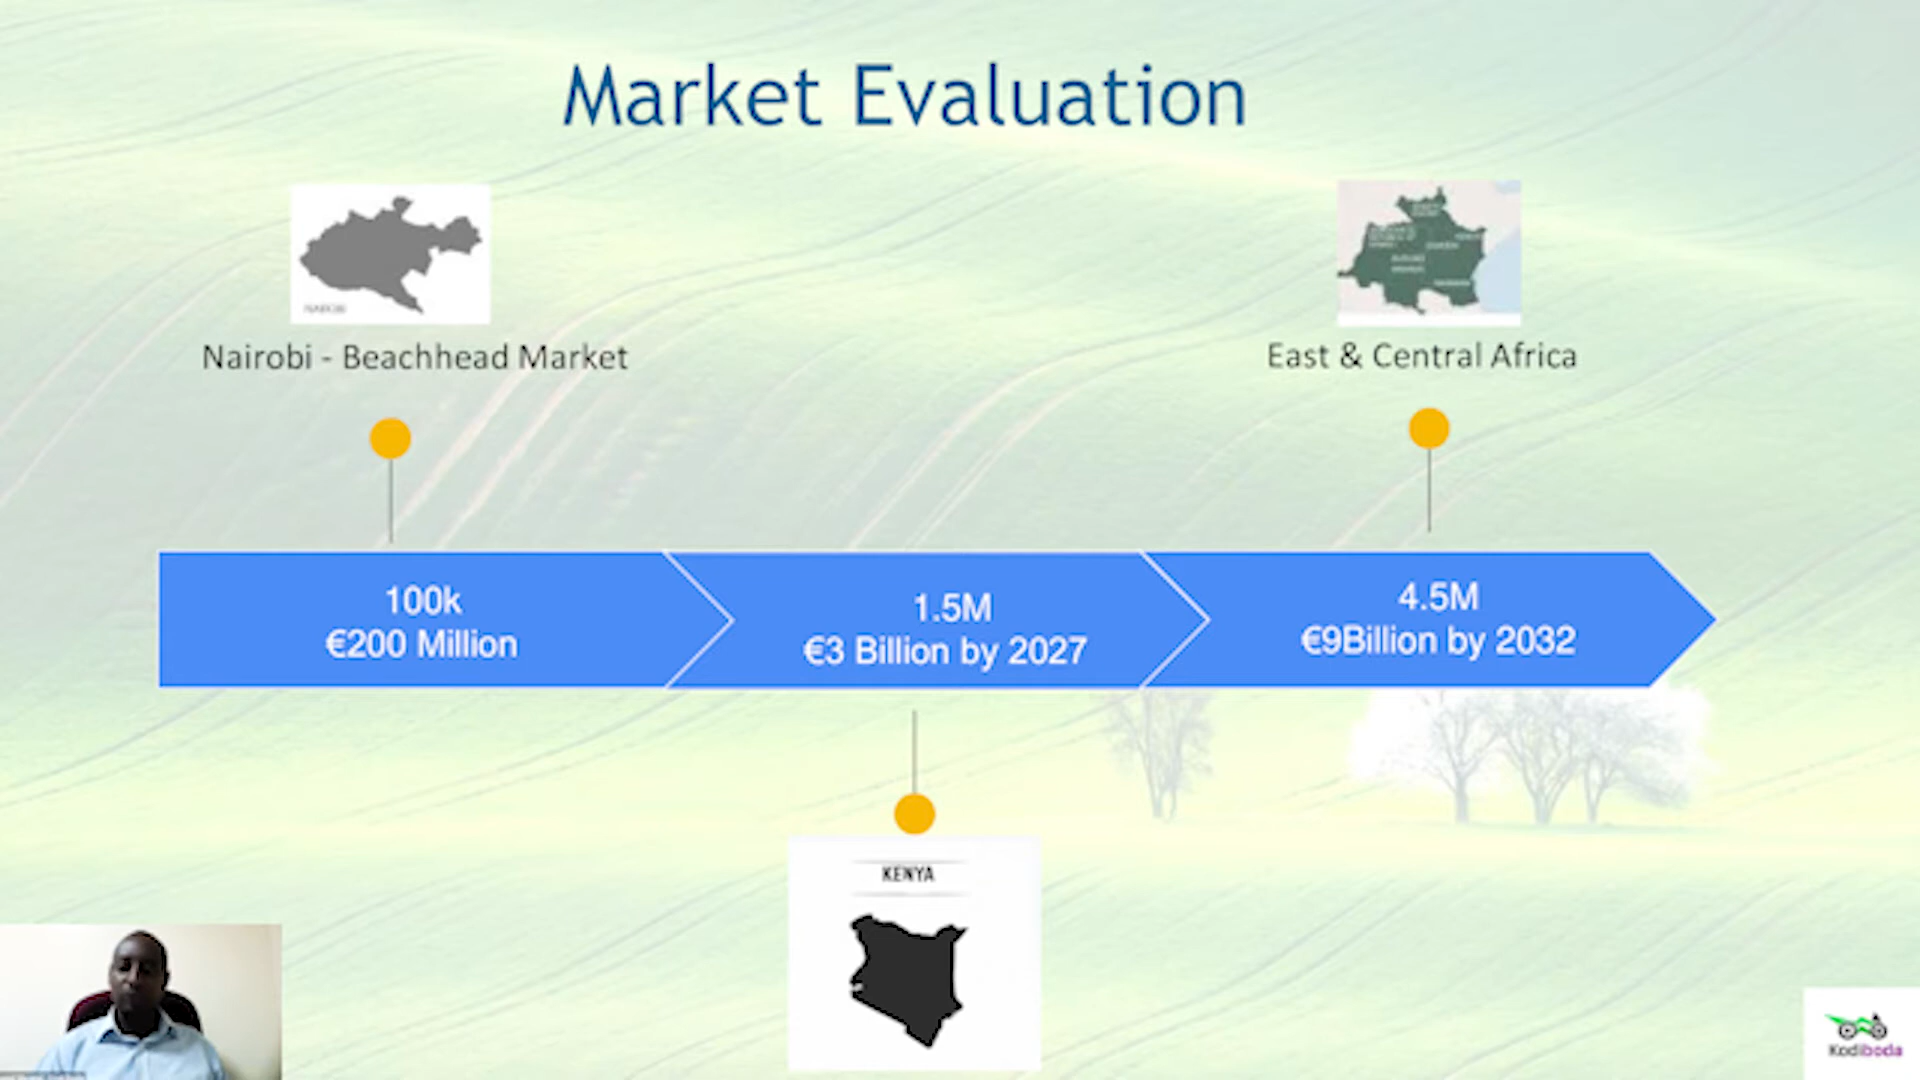 Market Evaluation
NAIROBI
Nairobi - Beachhead Market
East & Central Africa
100k
€200 Million
1.5M
€3 Billion by 2027
4.5M
€9Billion by 2032
KENYA
Kodiboda